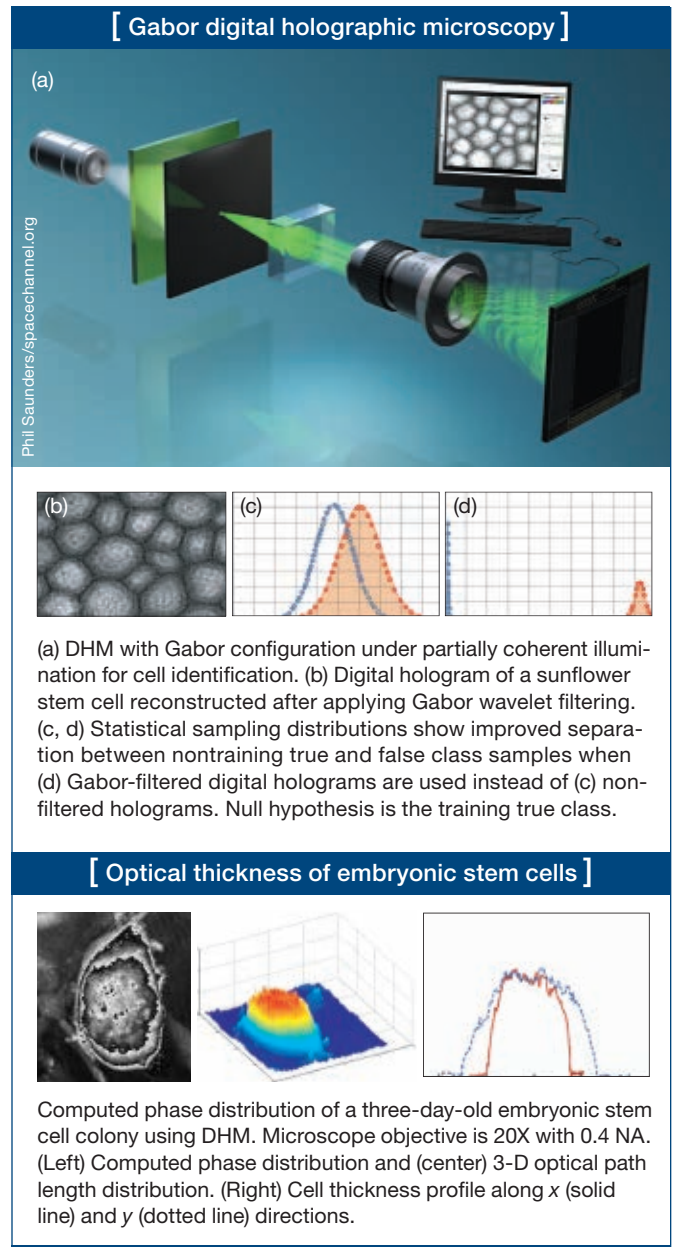 [ Gabor digital holographic microscopy ]
(a)
Phil Saunders/spacechannel.org
(b)
(c)
(d)
(a) DHM with Gabor configuration under partially coherent illumi-
nation for cell identification. (b) Digital hologram of a sunflower
stem cell reconstructed after applying Gabor wavelet filtering.
(c, d) Statistical sampling distributions show improved separa-
tion between nontraining true and false class samples when
(d) Gabor-filtered digital holograms are used instead of (c) non-
filtered holograms. Null hypothesis is the training true class.
[ Optical thickness of embryonic stem cells ]
Computed phase distribution of a three-day-old embryonic stem
cell colony using DHM. Microscope objective is 20X with 0.4 NA.
(Left) Computed phase distribution and (center) 3-D optical path
length distribution. (Right) Cell thickness profile along x (solid
line) and y (dotted line) directions.